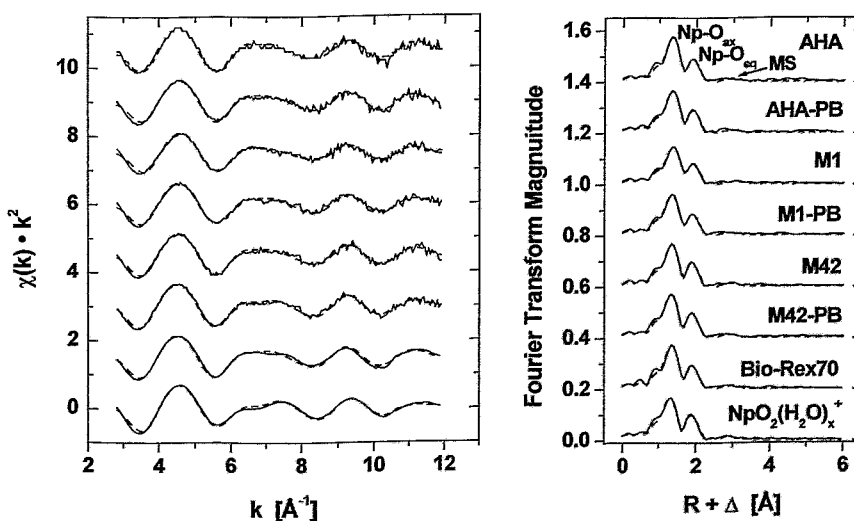 10
8
6
4
2
0
χ(k) • k²
2 4 6 8 10 12
k [Å⁻¹]
1.6
1.4
1.2
1.0
0.8
0.6
0.4
0.2
0.0
Fourier Transform Magnuitude
Np-Oax
Np-Oeq
MS
AHA
AHA-PB
M1
M1-PB
M42
M42-PB
Bio-Rex70
NpO₂(H₂O)ₓ⁺
0 2 4 6
R + Δ [Å]